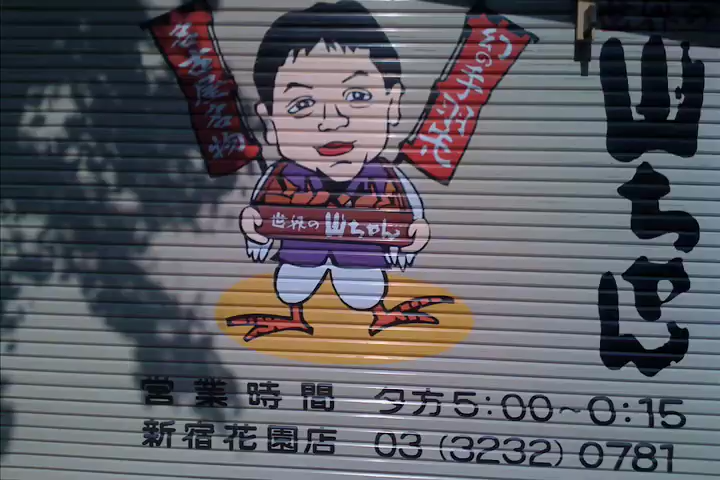 山ちゃん
名古屋名物
幻の手羽先
世界の山ちゃん
営業時間 夕方5:00~0:15
新宿花園店 03(3232)0781